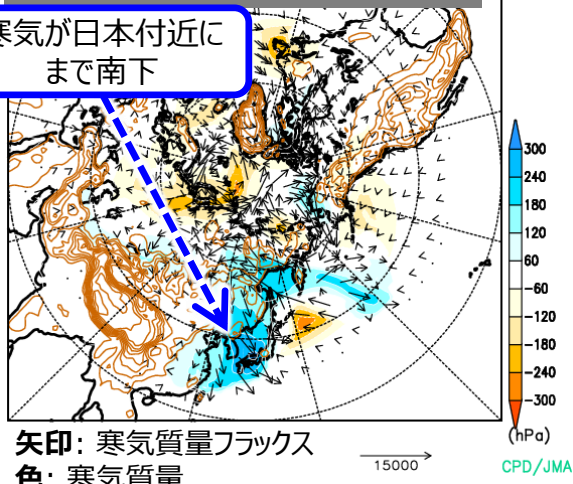 寒気が日本付近に
まで南下
300
240
180
120
60
-60
-120
-180
-240
-300
(hPa)
矢印: 寒気質量フラックス
15000
CPD/JMA
色: 寒気質量